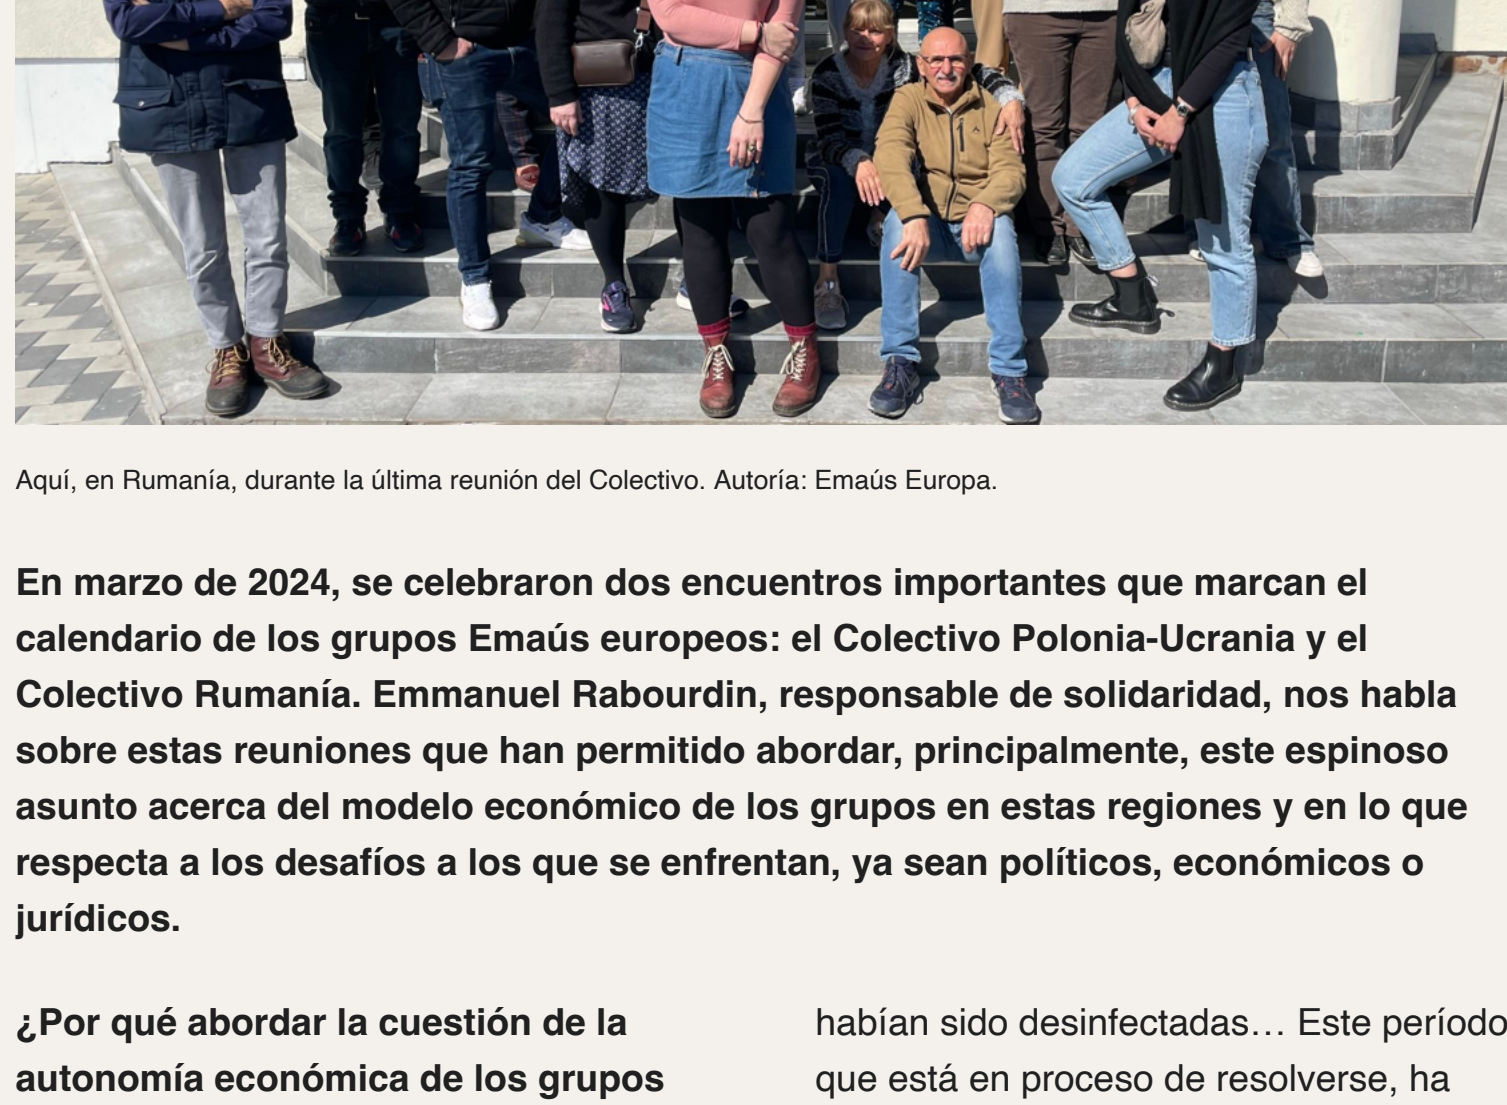 Aquí, en Rumanía, durante la última reunión del Colectivo. Autoría: Emaús Europa.
En marzo de 2024, se celebraron dos encuentros importantes que marcan el
calendario de los grupos Emaús europeos: el Colectivo Polonia-Ucrania y el
Colectivo Rumanía. Emmanuel Rabourdin, responsable de solidaridad, nos habla
sobre estas reuniones que han permitido abordar, principalmente, este espinoso
asunto acerca del modelo económico de los grupos en estas regiones y en lo que
respecta a los desafíos a los que se enfrentan, ya sean políticos, económicos o
jurídicos.
¿Por qué abordar la cuestión de la
autonomía económica de los grupos
habían sido desinfectadas… Este período
que está en proceso de resolverse, ha